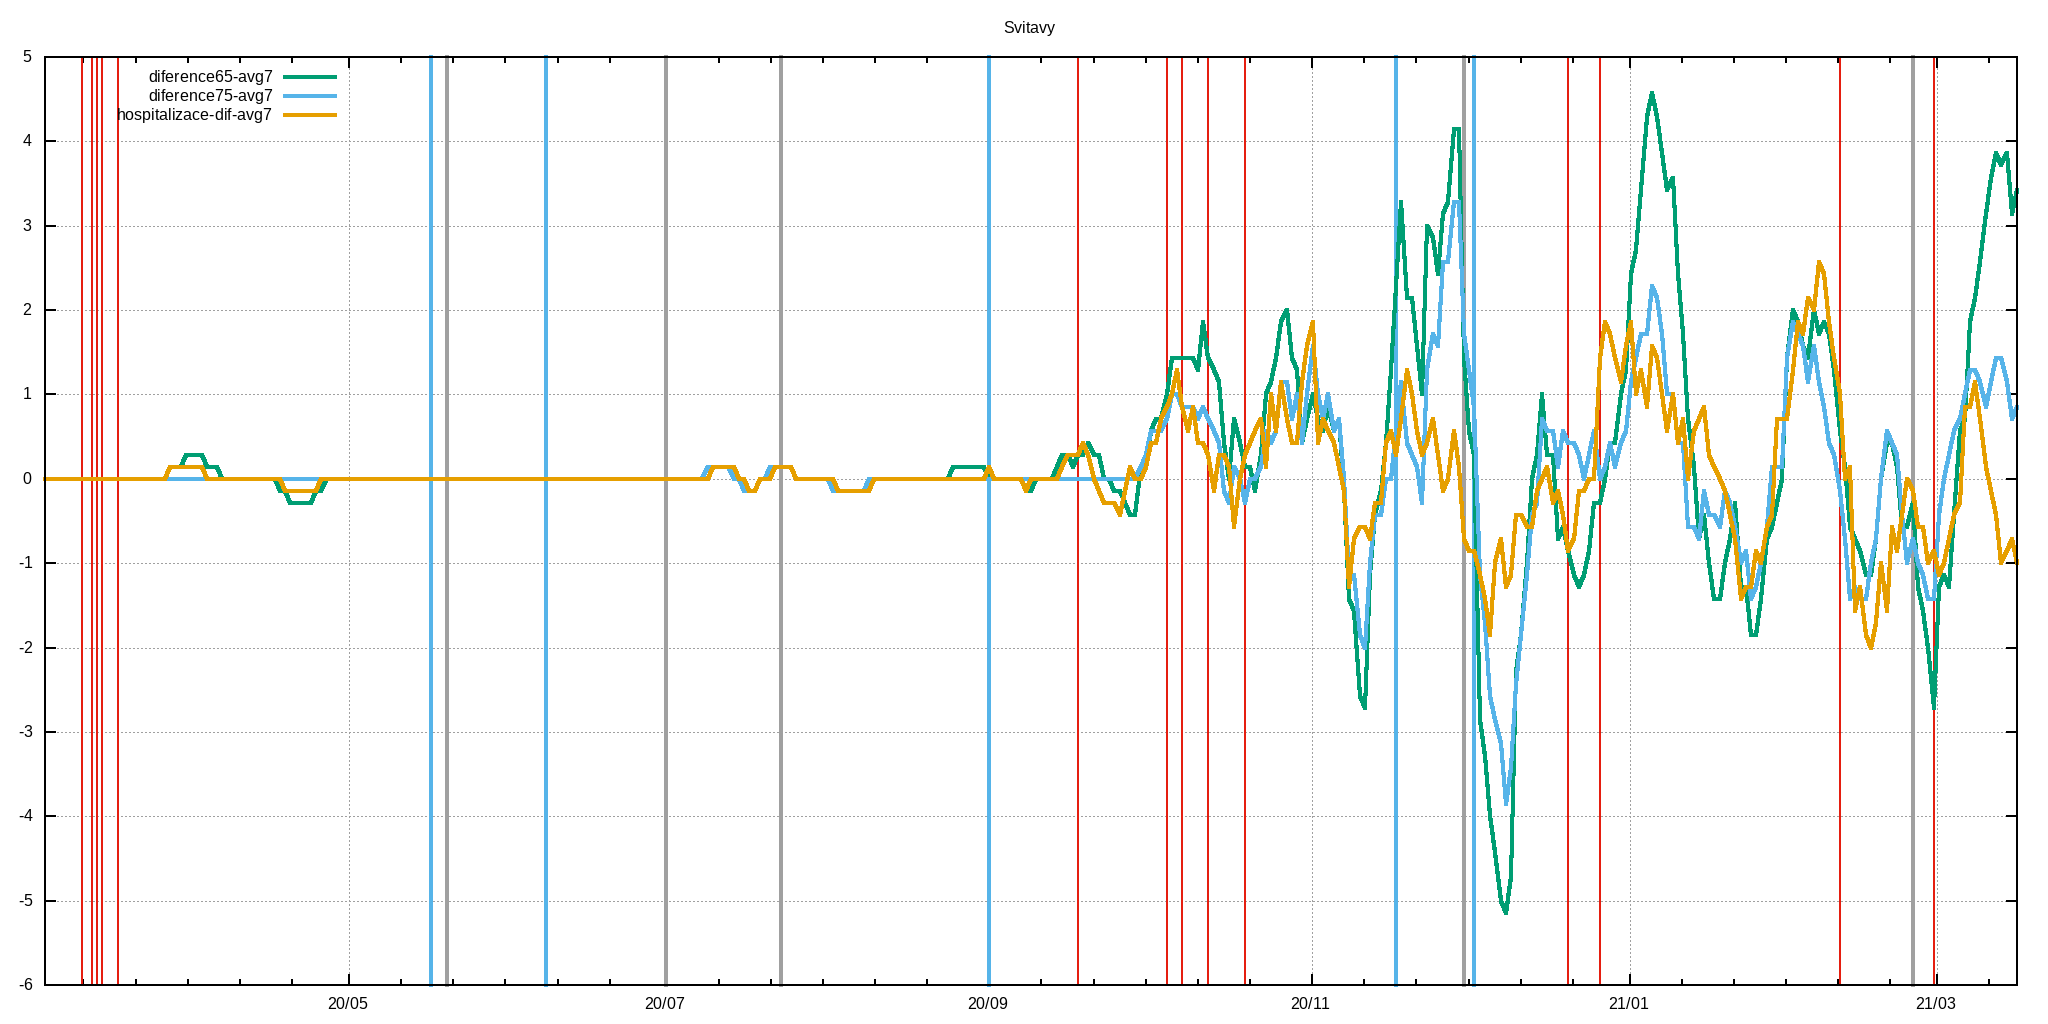 Svitavy
5
diference65-avg7
diference75-avg7
hospitalizace-dif-avg7
4
3
2
1
0
-1
-2
-3
-4
-5
-6
20/05 20/07 20/09 20/11 21/01 21/03